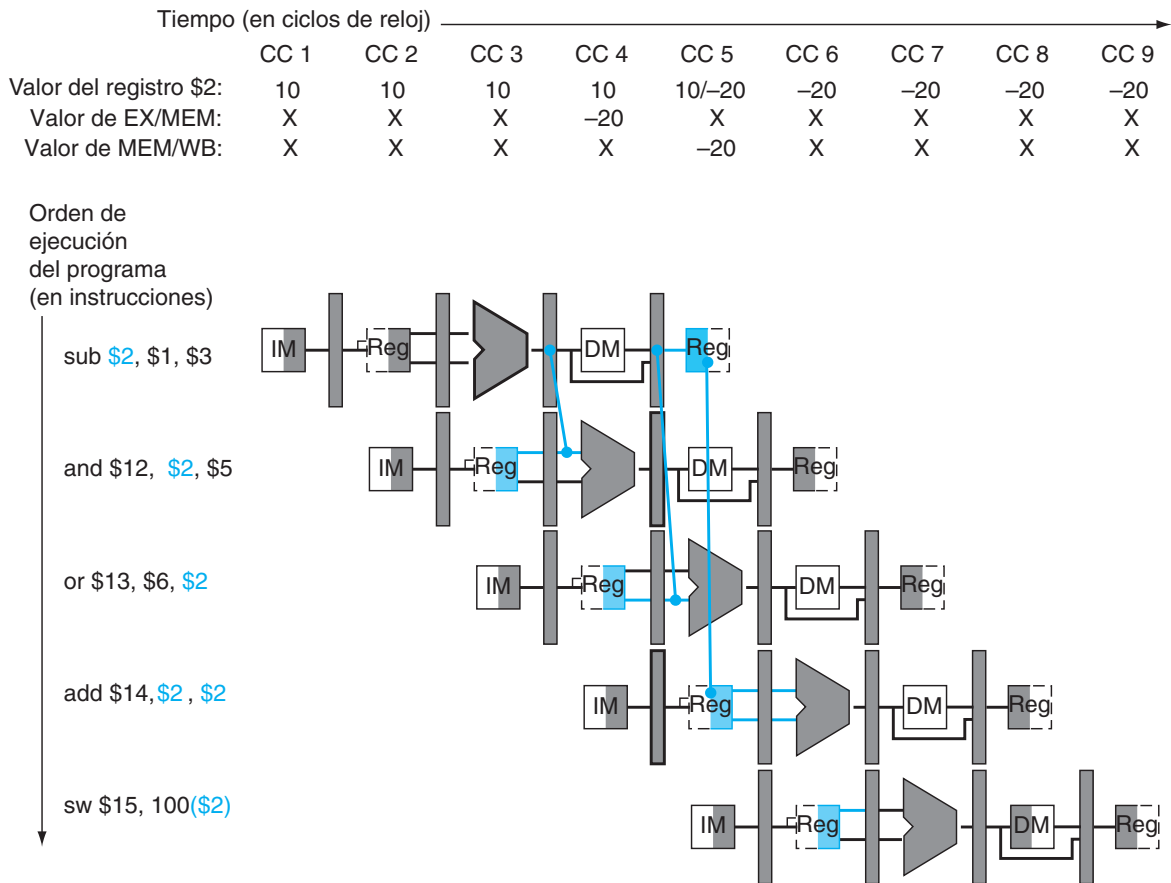 Tiempo (en ciclos de reloj)
CC 1 CC 2 CC 3 CC 4 CC 5 CC 6 CC 7 CC 8 CC 9
Valor del registro $2: 10 10 10 10 10/–20 –20 –20 –20 –20
Valor de EX/MEM: X X X –20 X X X X X
Valor de MEM/WB: X X X X –20 X X X X
Orden de
ejecución
del programa
(en instrucciones)
sub $2, $1, $3 IM Reg DM Reg
and $12, $2, $5 IM Reg DM Reg
or $13, $6, $2 IM Reg DM Reg
add $14,$2 , $2 IM Reg DM Reg
sw $15, 100($2) IM Reg DM Reg